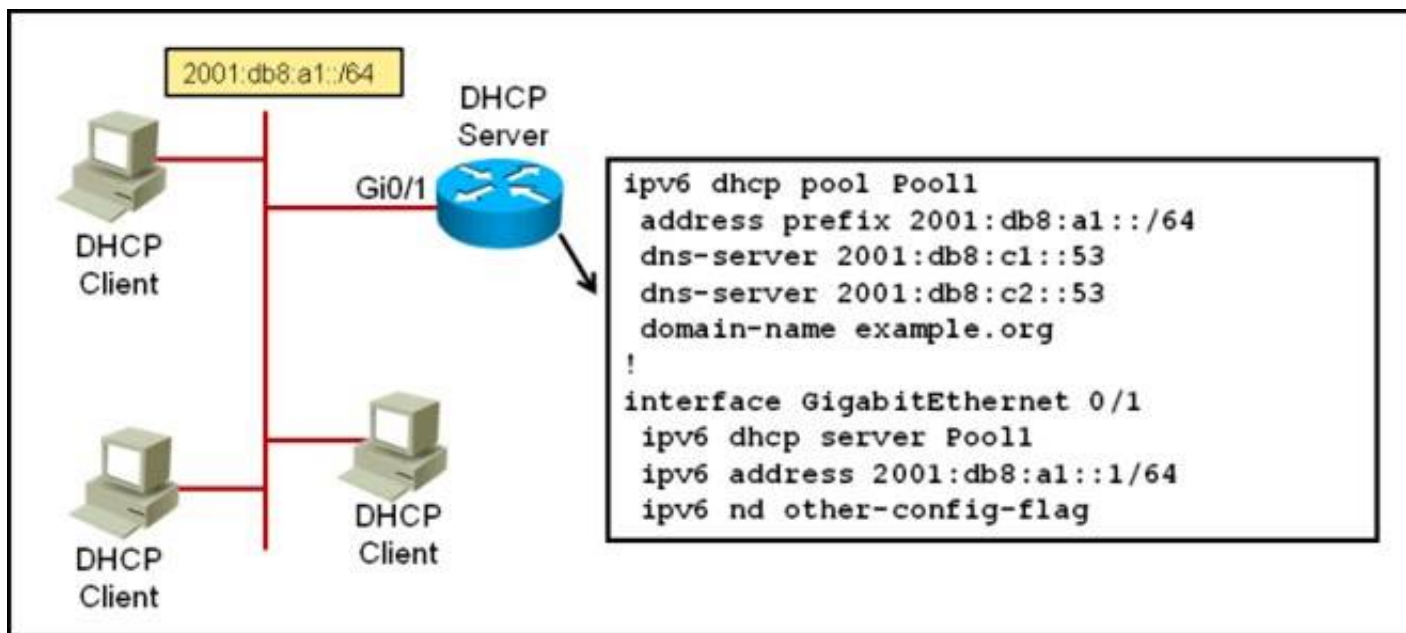 2001:db8:a1::/64
DHCP
Server
Gi0/1
DHCP
Client
DHCP
Client
DHCP
Client
ipv6 dhcp pool Pool1
address prefix 2001:db8:a1::/64
dns-server 2001:db8:c1::53
dns-server 2001:db8:c2::53
domain-name example.org
!
interface GigabitEthernet 0/1
ipv6 dhcp server Pool1
ipv6 address 2001:db8:a1::1/64
ipv6 nd other-config-flag